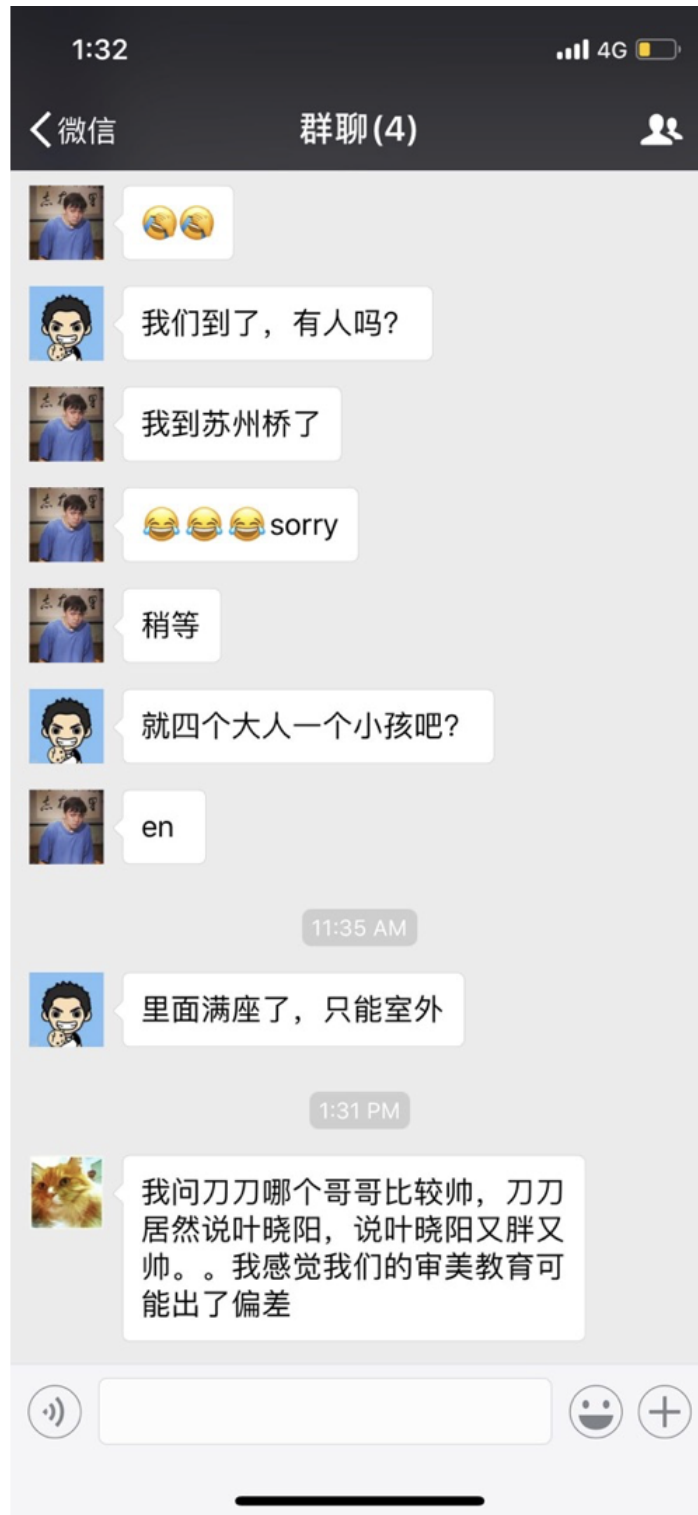 1:32
4G
微信
群聊(4)
🤣🤣
我们到了，有人吗？
我到苏州桥了
😂😂😂sorry
稍等
就四个大人一个小孩吧？
en
11:35 AM
里面满座了，只能室外
1:31 PM
我问刀刀哪个哥哥比较帅，刀刀
居然说叶晓阳，说叶晓阳又胖又
帅。。我感觉我们的审美教育可
能出了偏差